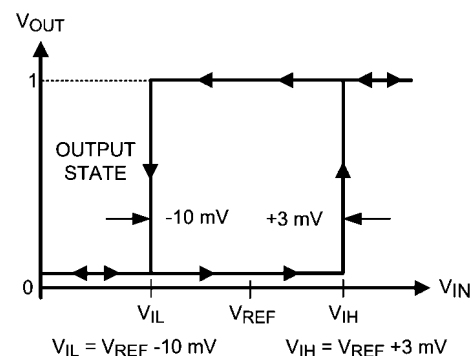 VOUT
1
OUTPUT
STATE
-10 mV
+3 mV
0
VIL
VREF
VIH
VIN
VIL = VREF -10 mV
VIH = VREF +3 mV